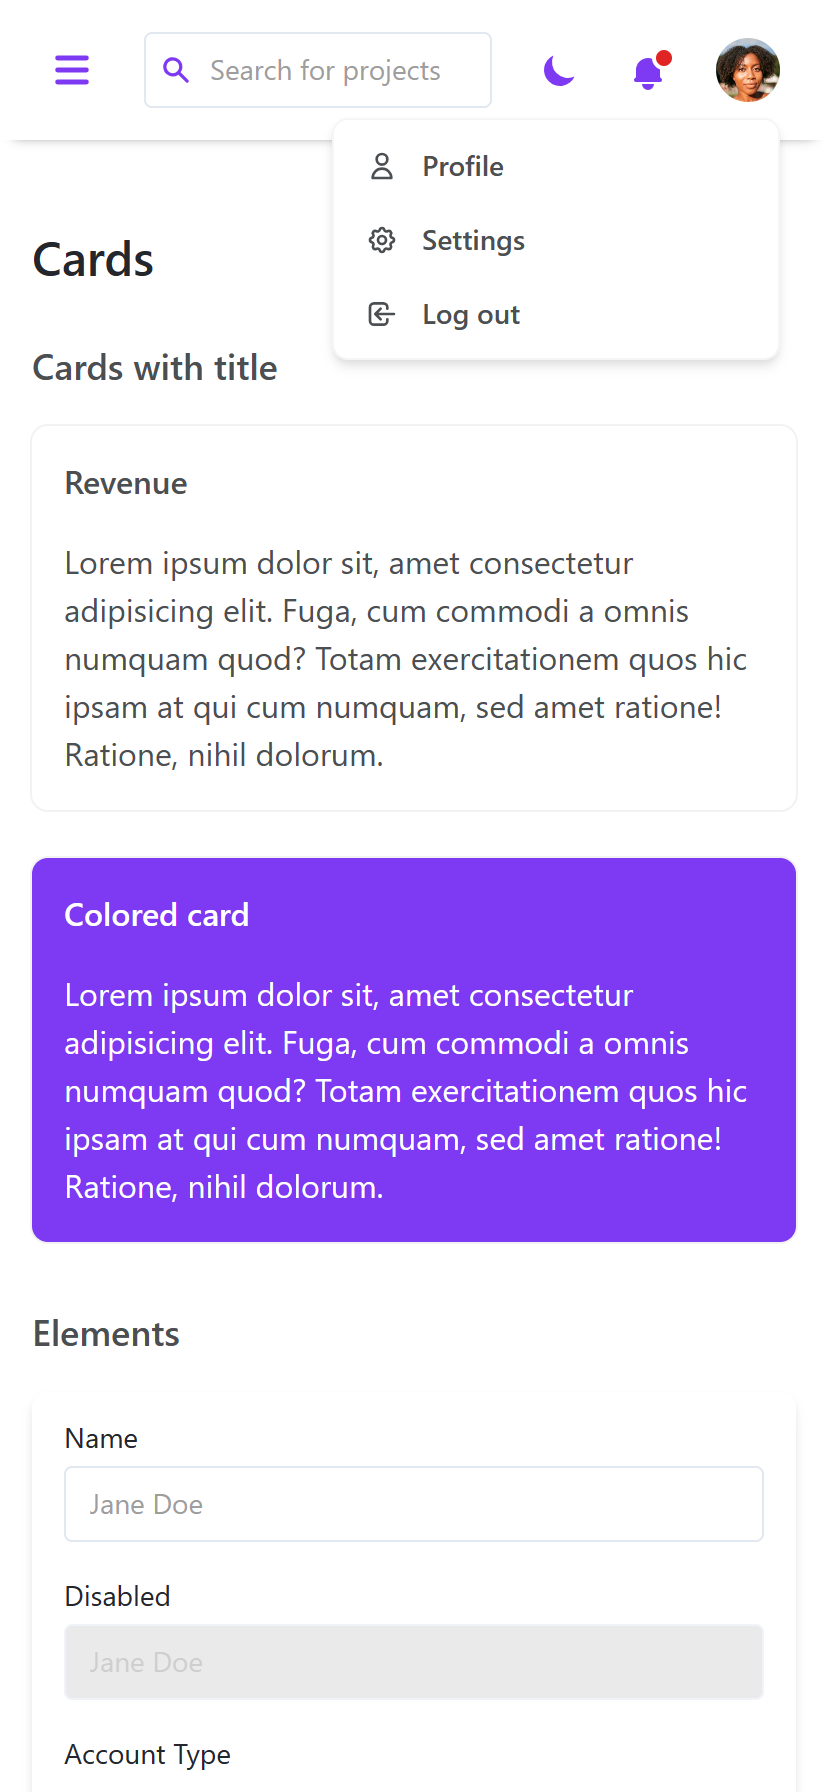 Search for projects
Profile
Settings
Log out
Cards
Cards with title
Revenue
Lorem ipsum dolor sit, amet consectetur
adipisicing elit. Fuga, cum commodi a omnis
numquam quod? Totam exercitationem quos hic
ipsam at qui cum numquam, sed amet ratione!
Ratione, nihil dolorum.
Colored card
Lorem ipsum dolor sit, amet consectetur
adipisicing elit. Fuga, cum commodi a omnis
numquam quod? Totam exercitationem quos hic
ipsam at qui cum numquam, sed amet ratione!
Ratione, nihil dolorum.
Elements
Name
Jane Doe
Disabled
Jane Doe
Account Type